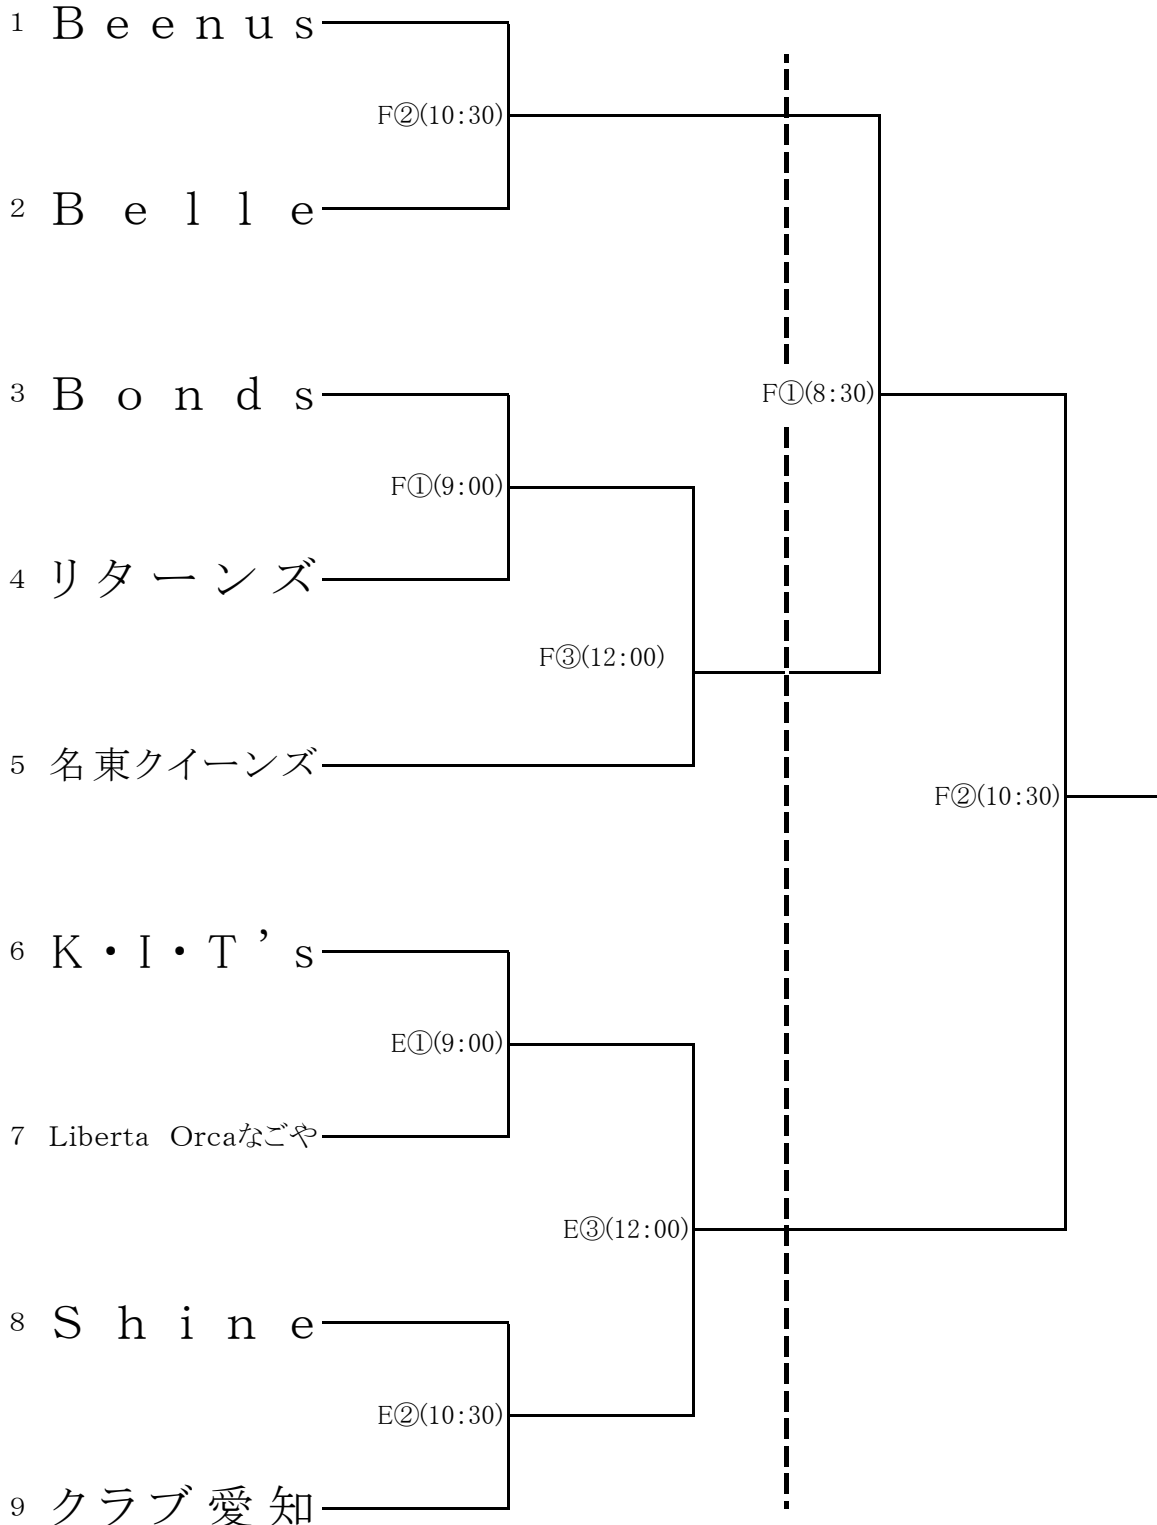 1 Beenus
F②(10:30)
2 Belle
3 Bonds
F①(8:30)
F①(9:00)
4 リターンズ
F③(12:00)
5 名東クイーンズ
F②(10:30)
6 K・I・T’s
E①(9:00)
7 Liberta Orcaなごや
E③(12:00)
8 Shine
E②(10:30)
9 クラブ愛知